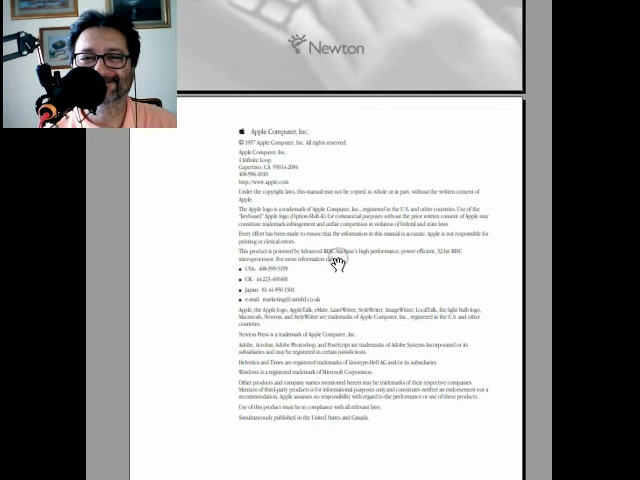 Newton
Apple Computer, Inc.
© 1997 Apple Computer, Inc. All rights reserved.
Apple Computer, Inc.
1 Infinite Loop
Cupertino, CA 95014-2084
408-996-1010
http://www.apple.com
Under the copyright laws, this manual may not be copied, in whole or in part, without the written consent of
Apple.
The Apple logo is a trademark of Apple Computer, Inc., registered in the U.S. and other countries. Use of the
"keyboard" Apple logo (Option-Shift-K) for commercial purposes without the prior written consent of Apple may
constitute trademark infringement and unfair competition in violation of federal and state laws.
Every effort has been made to ensure that the information in this manual is accurate. Apple is not responsible for
printing or clerical errors.
This product is powered by Advanced RISC Machine's high performance, power efficient, 32-bit RISC
microprocessor. For more information
• USA: 408-399-5199
• UK: 44-223-400400
• Japan: 81 44 850 1301
• e-mail: marketing@armltd.co.uk
Apple, the Apple logo, AppleTalk, eMate, LaserWriter, StyleWriter, ImageWriter, LocalTalk, the light bulb logo,
Macintosh, Newton, and StyleWriter are trademarks of Apple Computer, Inc., registered in the U.S. and other
countries.
Newton Press is a trademark of Apple Computer, Inc.
Adobe, Acrobat, Adobe Photoshop, and PostScript are trademarks of Adobe Systems Incorporated or its
subsidiaries and may be registered in certain jurisdictions.
Helvetica and Times are registered trademarks of Linotype-Hell AG and/or its subsidiaries.
Windows is a registered trademark of Microsoft Corporation.
Other products and company names mentioned herein may be trademarks of their respective companies.
Mention of third-party products is for informational purposes only and constitutes neither an endorsement nor a
recommendation. Apple assumes no responsibility with regard to the performance or use of these products.
Use of this product must be in compliance with all relevant laws.
Simultaneously published in the United States and Canada.